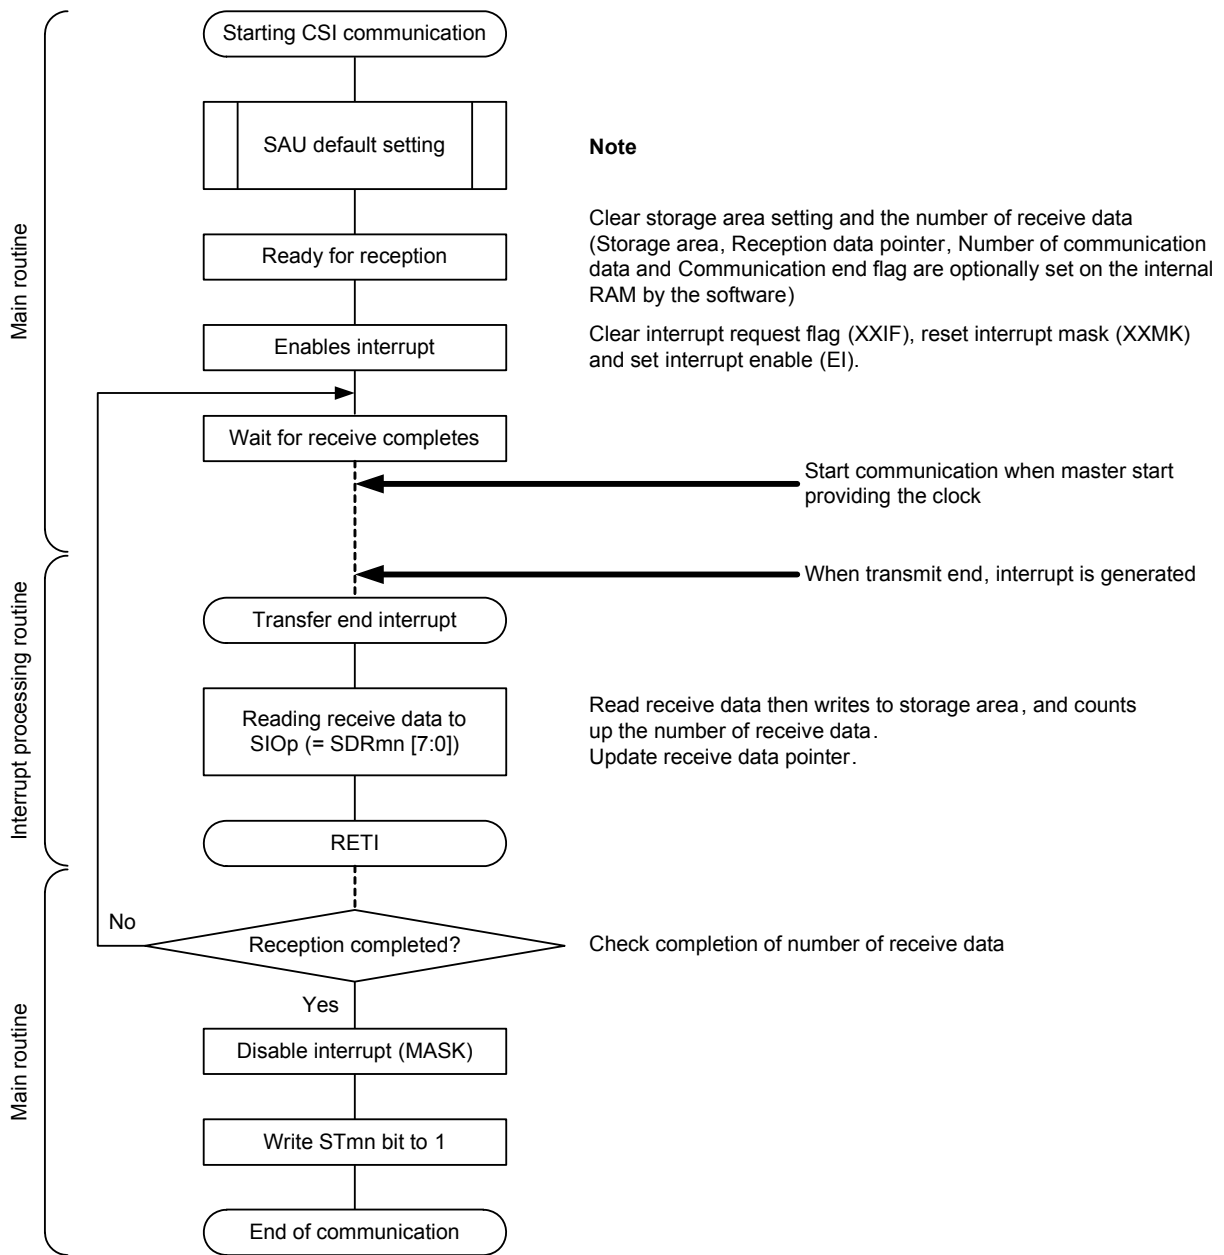 Starting CSI communication
SAU default setting
Note
Clear storage area setting and the number of receive data
(Storage area, Reception data pointer, Number of communication
data and Communication end flag are optionally set on the internal
RAM by the software)
Ready for reception
Main routine
Clear interrupt request flag (XXIF), reset interrupt mask (XXMK)
and set interrupt enable (EI).
Enables interrupt
Wait for receive completes
Start communication when master start
providing the clock
When transmit end, interrupt is generated
Transfer end interrupt
Interrupt processing routine
Reading receive data to
SIOp (= SDRmn [7:0])
Read receive data then writes to storage area, and counts
up the number of receive data.
Update receive data pointer.
RETI
No
Reception completed?
Check completion of number of receive data
Yes
Main routine
Disable interrupt (MASK)
Write STmn bit to 1
End of communication